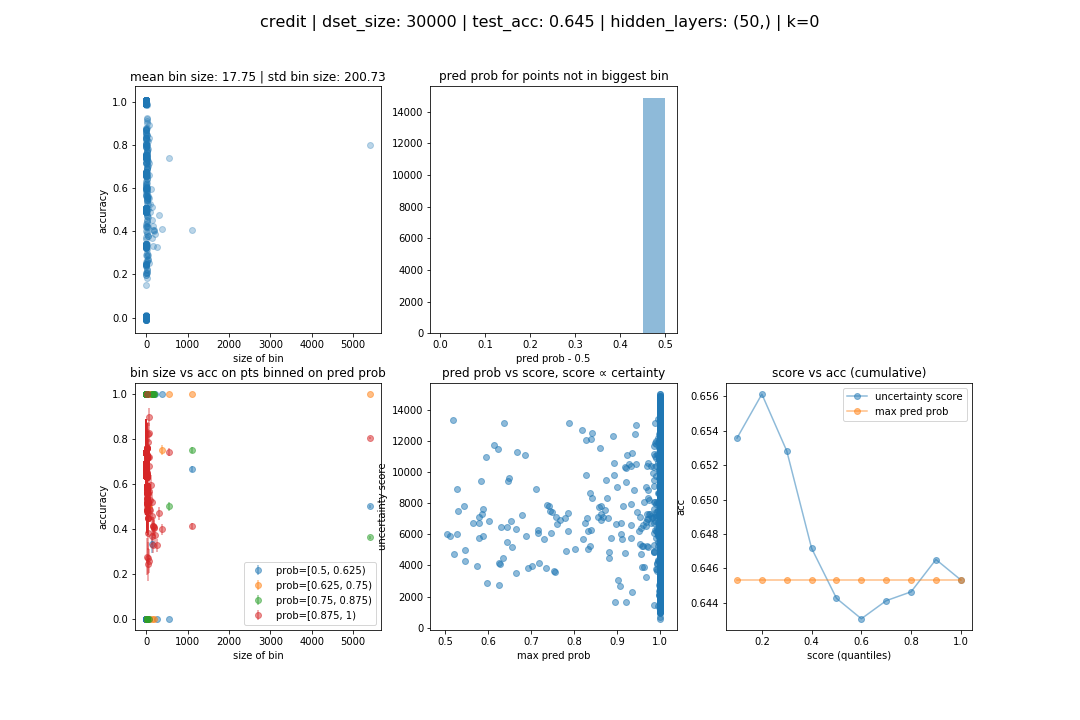 credit | dset_size: 30000 | test_acc: 0.645 | hidden_layers: (50,) | k=0
mean bin size: 17.75 | std bin size: 200.73
1.0
0.8
0.6
0.4
0.2
0.0
accuracy
0 1000 2000 3000 4000 5000
size of bin
pred prob for points not in biggest bin
14000
12000
10000
8000
6000
4000
2000
0
0.0 0.1 0.2 0.3 0.4 0.5
pred prob - 0.5
bin size vs acc on pts binned on pred prob
1.0
0.8
0.6
0.4
0.2
0.0
accuracy
prob=[0.5, 0.625)
prob=[0.625, 0.75)
prob=[0.75, 0.875)
prob=[0.875, 1)
0 1000 2000 3000 4000 5000
size of bin
pred prob vs score, score ∝ certainty
14000
12000
10000
8000
6000
4000
2000
0
uncertainty score
0.5 0.6 0.7 0.8 0.9 1.0
max pred prob
score vs acc (cumulative)
0.656
0.654
0.652
0.650
0.648
0.646
0.644
acc
uncertainty score
max pred prob
0.2 0.4 0.6 0.8 1.0
score (quantiles)